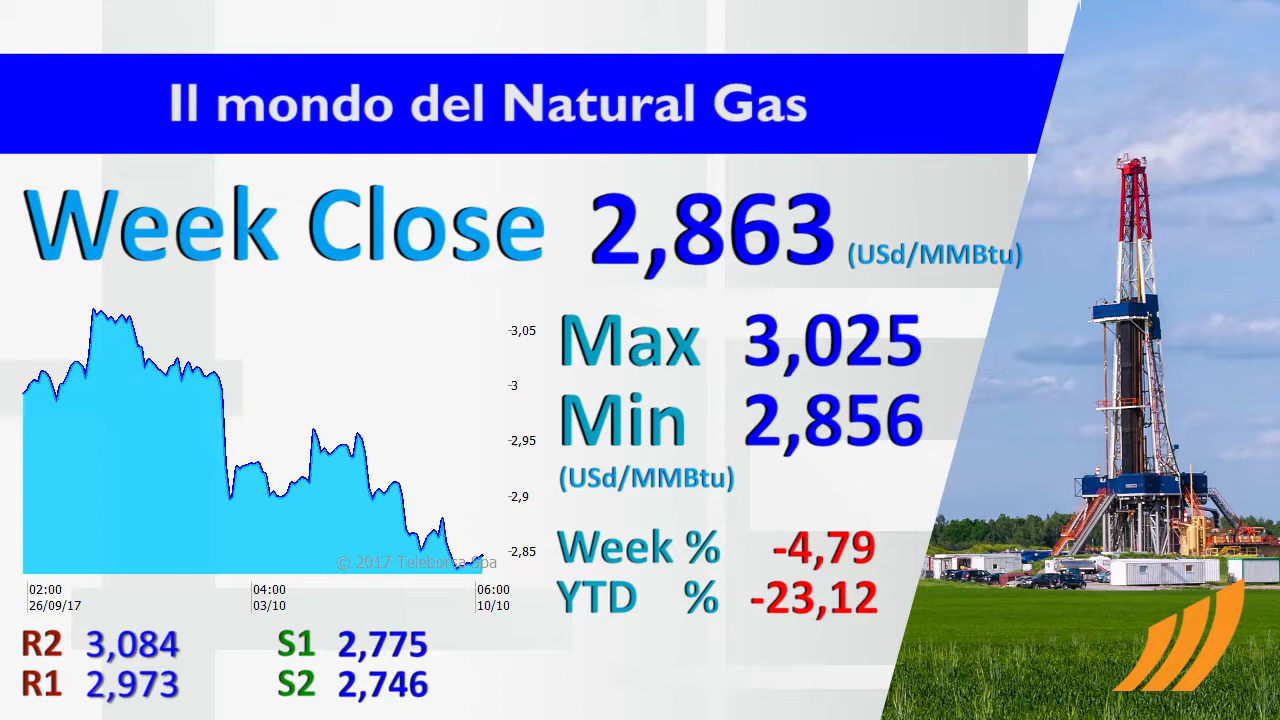 Il mondo del Natural Gas
Week Close 2,863 (USd/MMBtu)
3,05
3
2,95
2,9
2,85
© 2017 Teleborsa Spa
02:00 04:00 06:00
26/09/17 03/10 10/10
Max 3,025
Min 2,856
(USd/MMBtu)
Week % -4,79
YTD % -23,12
R2 3,084 S1 2,775
R1 2,973 S2 2,746